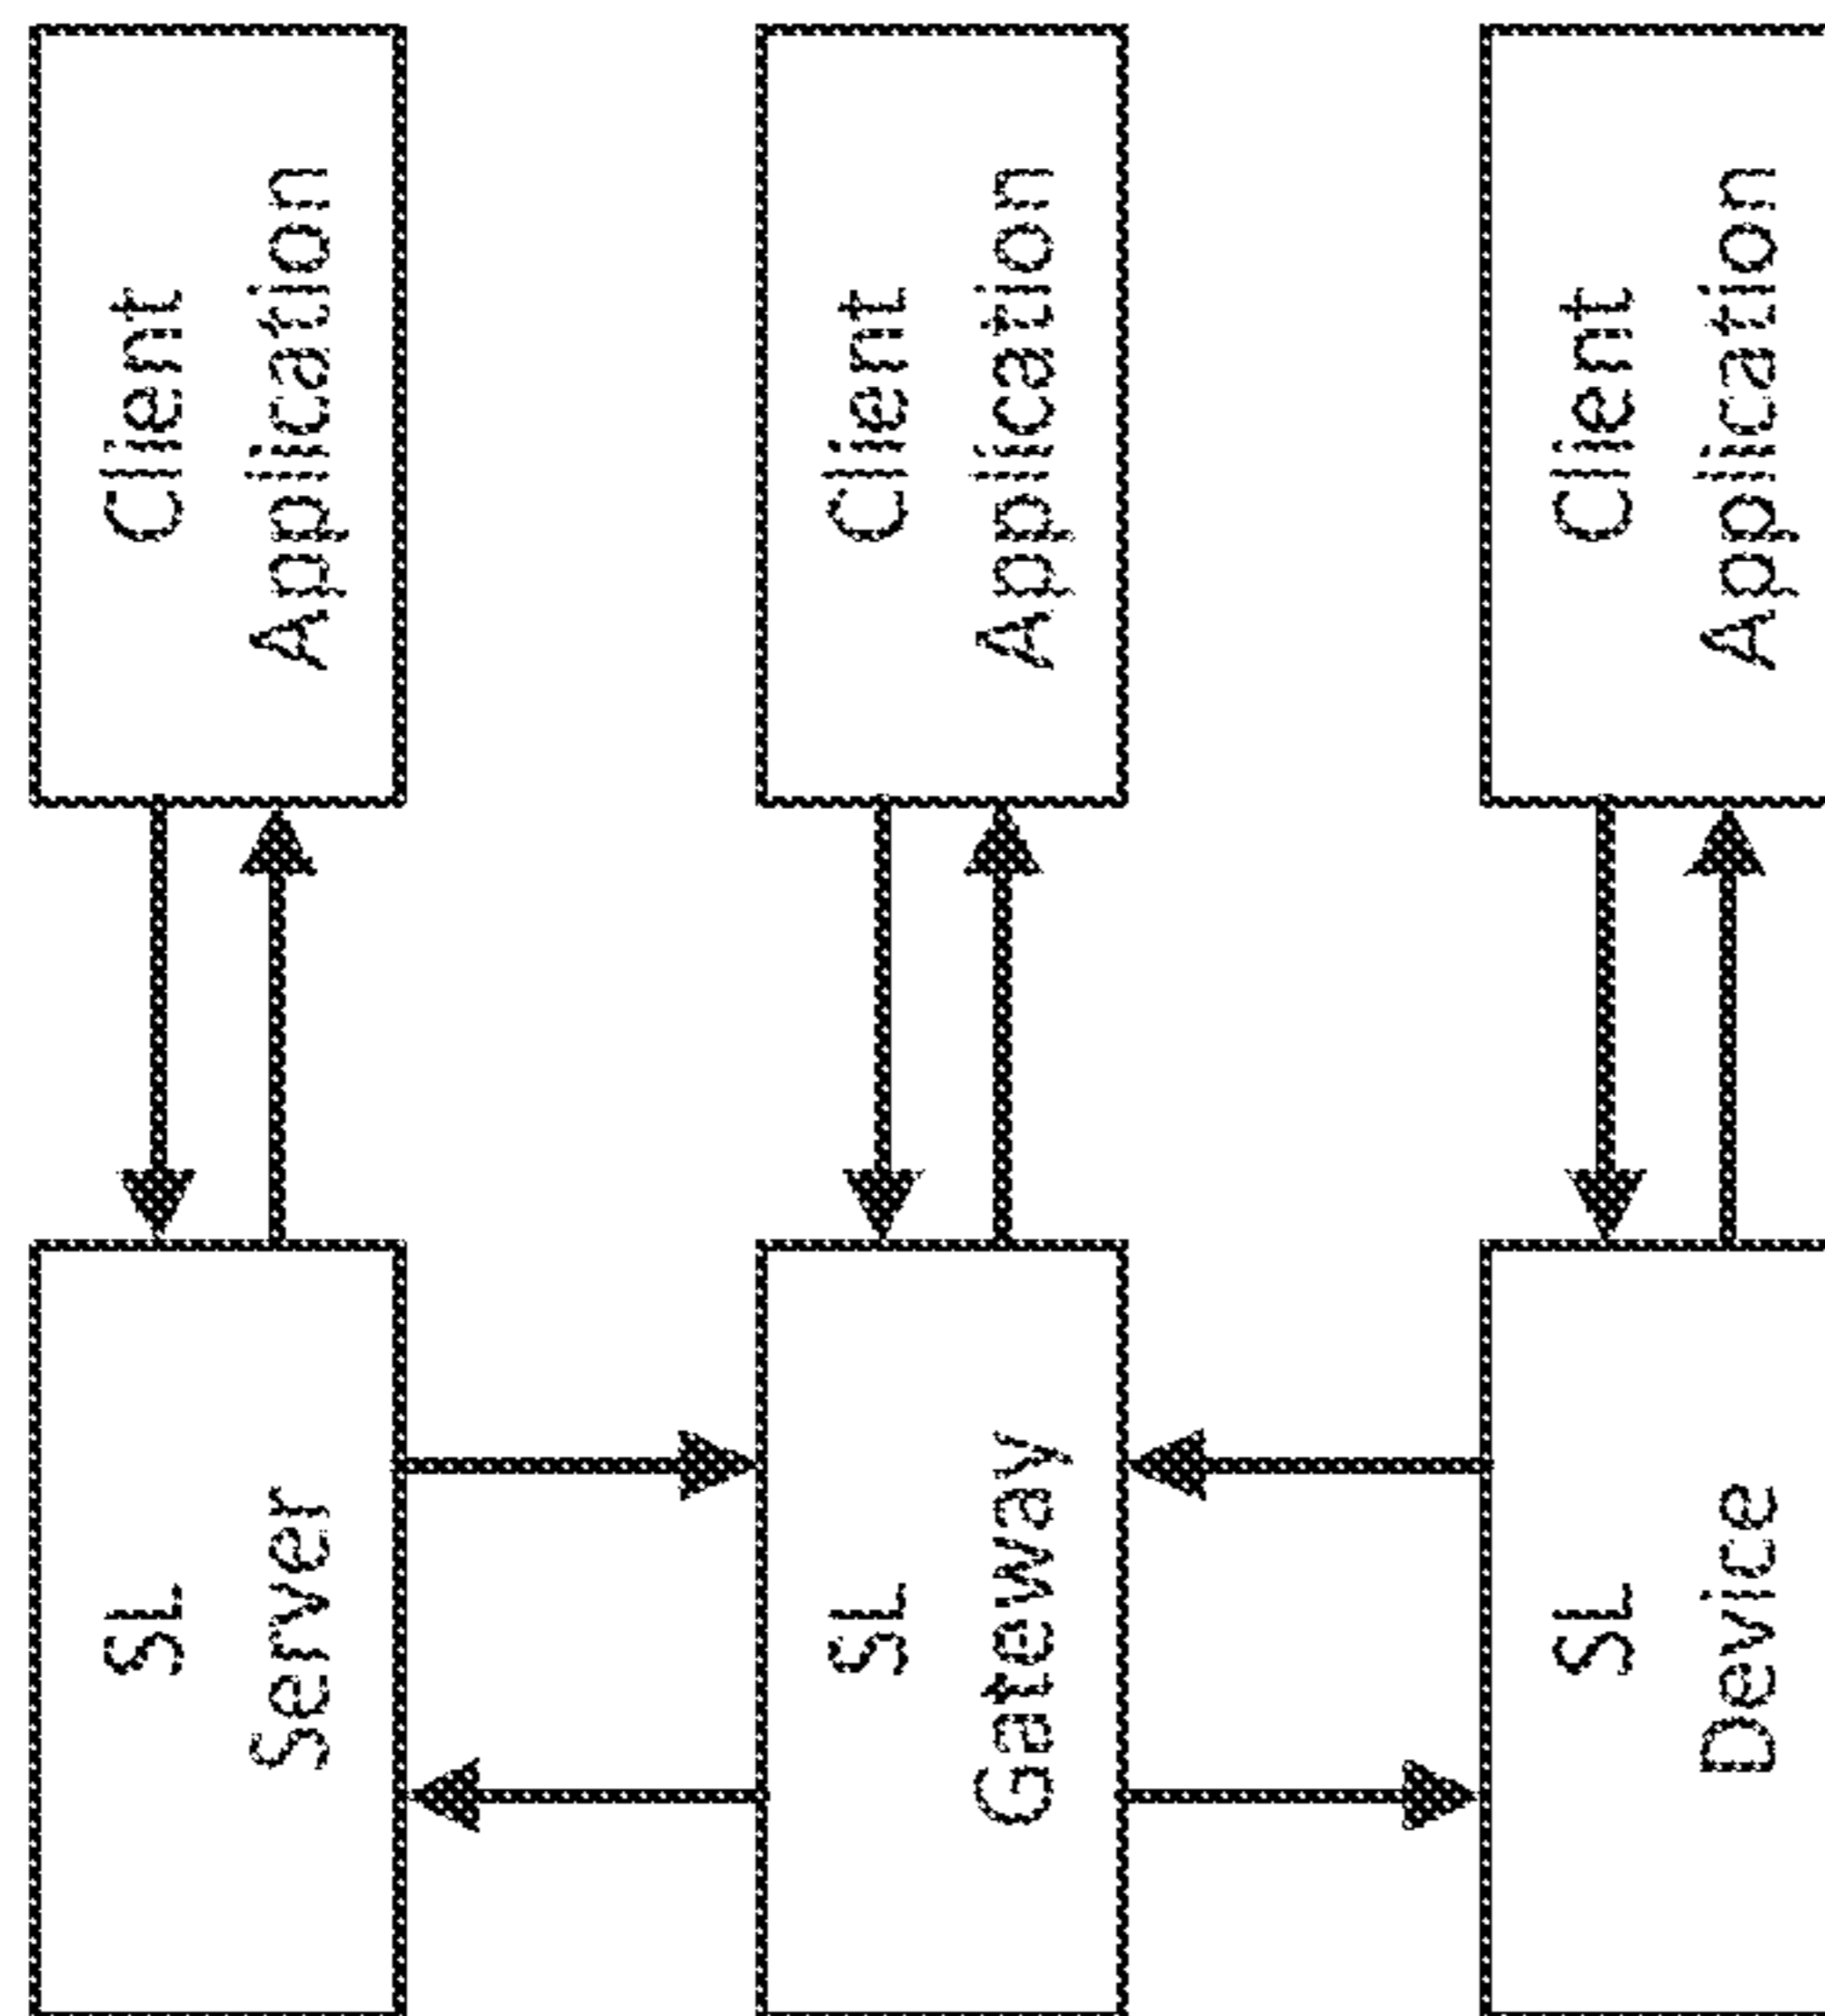 Client
Application
Client
Application
Client
Application
SL
Server
SL
Gateway
SL
Device